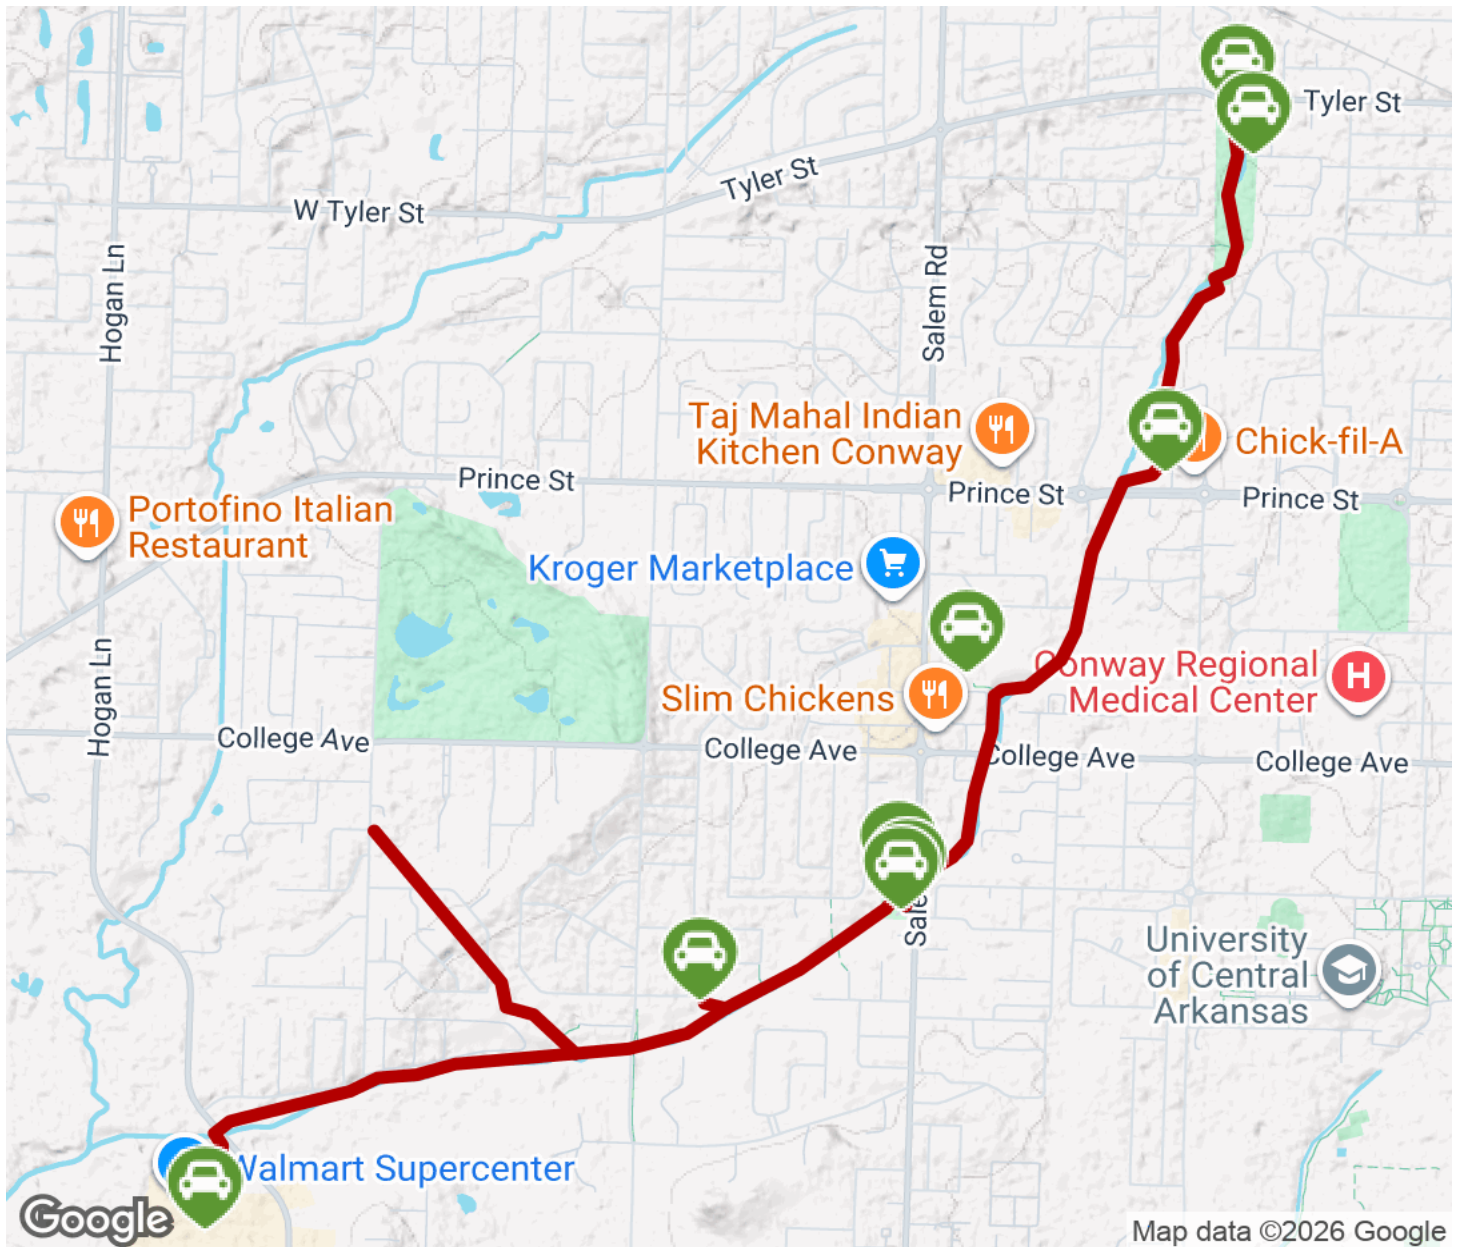 Tyler St
Tyler St
W Tyler St
Hogan Ln
Salem Rd
Taj Mahal Indian
Kitchen Conway
Chick-fil-A
Prince St
Prince St
Prince St
Portofino Italian
Restaurant
Kroger Marketplace
Hogan Ln
Conway Regional
Medical Center
H
Slim Chickens
College Ave
College Ave
College Ave
College Ave
Sale
University
of Central
Arkansas
Walmart Supercenter
Google
Map data ©2026 Google